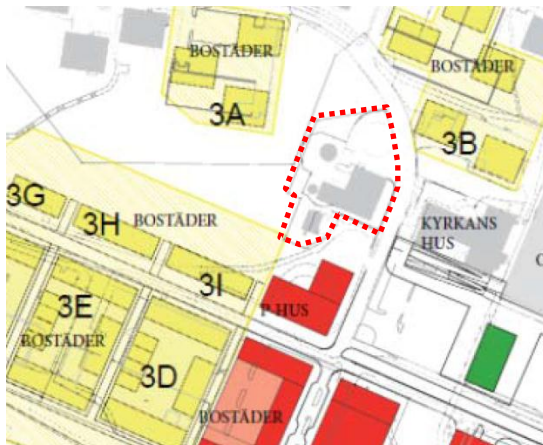 BOSTÄDER
BOSTÄDER
3A
3B
3G
3H
BOSTÄDER
KYRKANS
HUS
3I
3E
P-HUS
BOSTÄDER
3D
BOSTÄDER